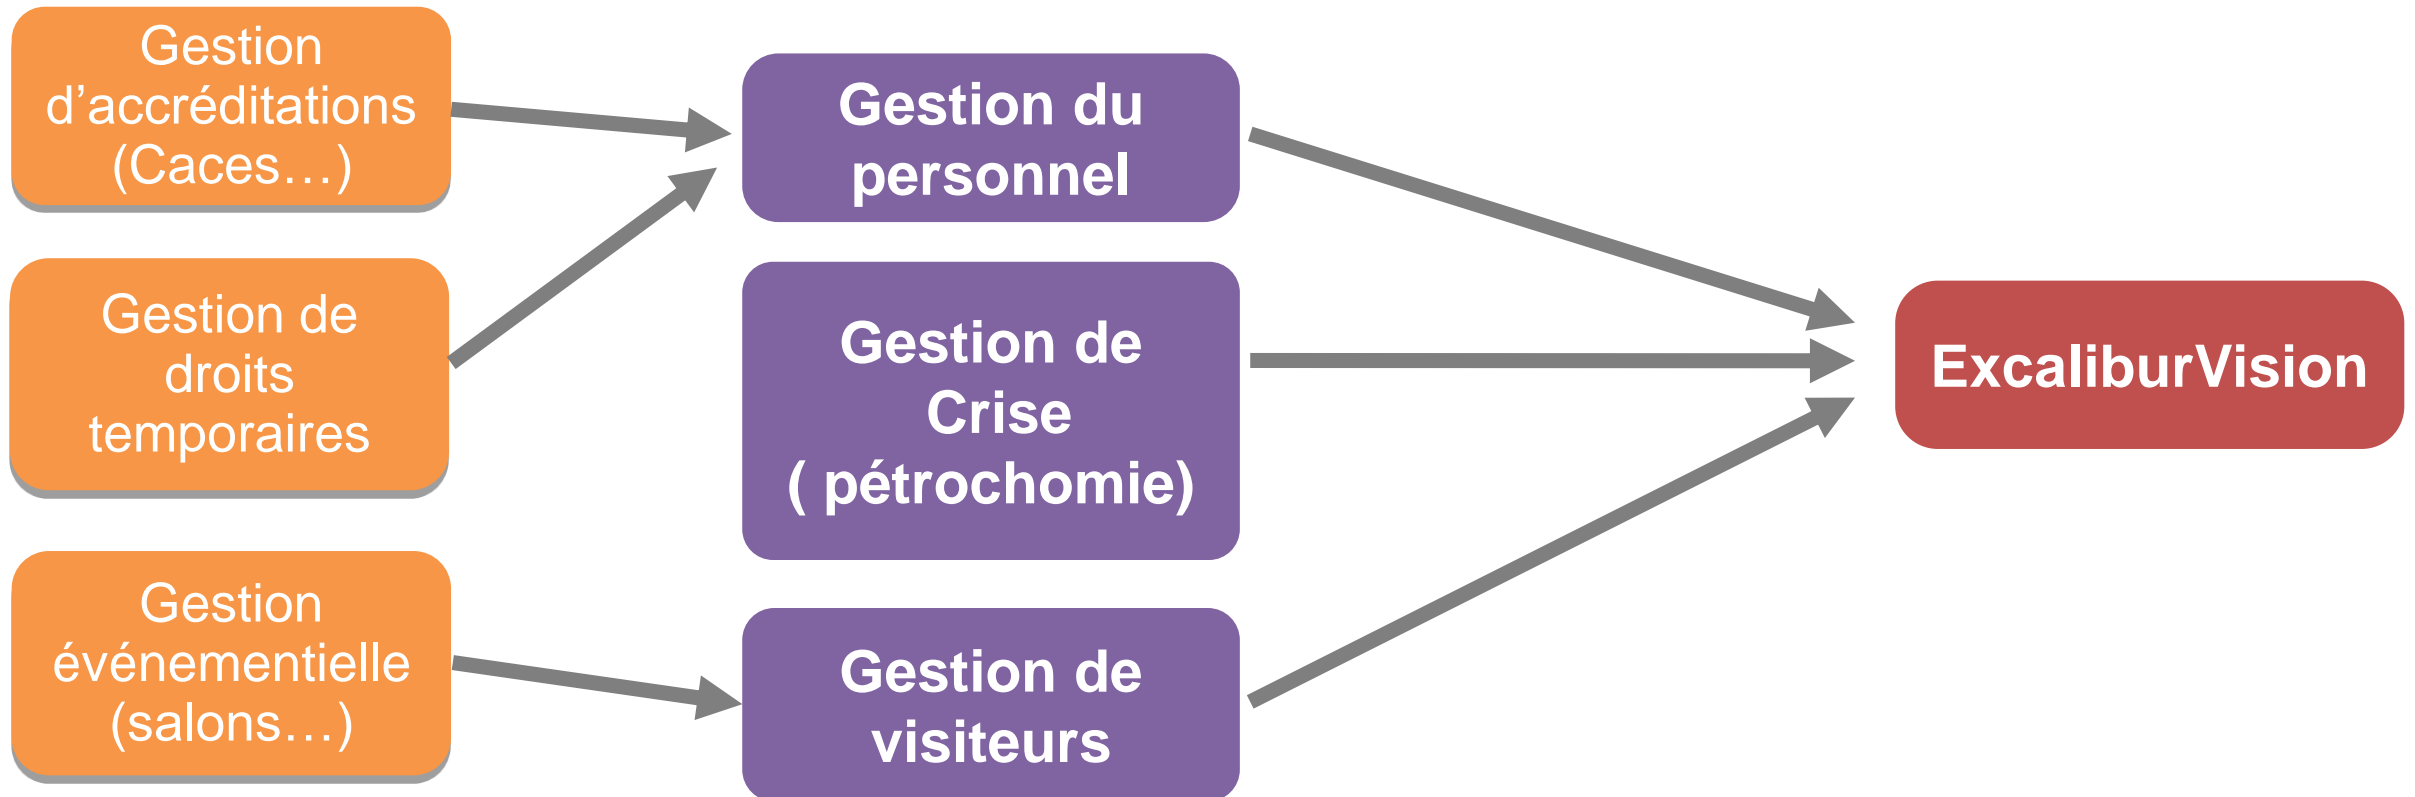 Gestion
d’accréditations
(Caces…)
Gestion de
droits
temporaires
Gestion
événementielle
(salons…)
Gestion du
personnel
Gestion de
Crise
( pétrochomie)
Gestion de
visiteurs
ExcaliburVision